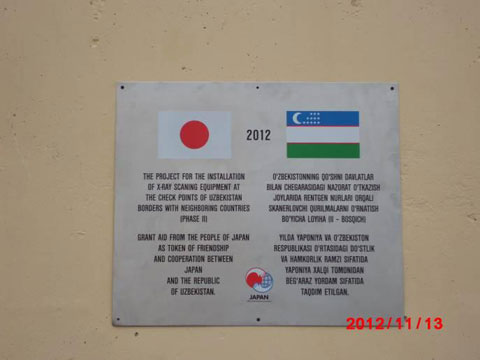 2012
THE PROJECT FOR THE INSTALLATION
OF X-RAY SCANING EQUIPMENT AT
THE CHECK POINTS OF UZBEKISTAN
BORDERS WITH NEIGHBORING COUNTRIES
(PHASE II)
GRANT AID FROM THE PEOPLE OF JAPAN
AS TOKEN OF FRIENDSHIP
AND COOPERATION BETWEEN
JAPAN
AND THE REPUBLIC
OF UZBEKISTAN.
O'ZBEKISTONNING QO'SHNI DAVLATLAR
BILAN CHEGARASIDAGI NAZORAT O'TKAZISH
JOYLARIDA RENTGEN NURLARI ORQALI
SKANERLOVCHI QURILMALARNI O'RNATISH
BO'YICHA LOYIHA (II - BOSQICH)
YILDA YAPONIYA VA O'ZBEKISTON
RESPUBLIKASI O'RTASIDAGI DO'STLIK
VA HAMKORLIK RAMZI SIFATIDA
YAPONIYA XALQI TOMONIDAN
BEG'ARAZ YORDAM SIFATIDA
TAQDIM ETILGAN.
JAPAN
2012/11/13